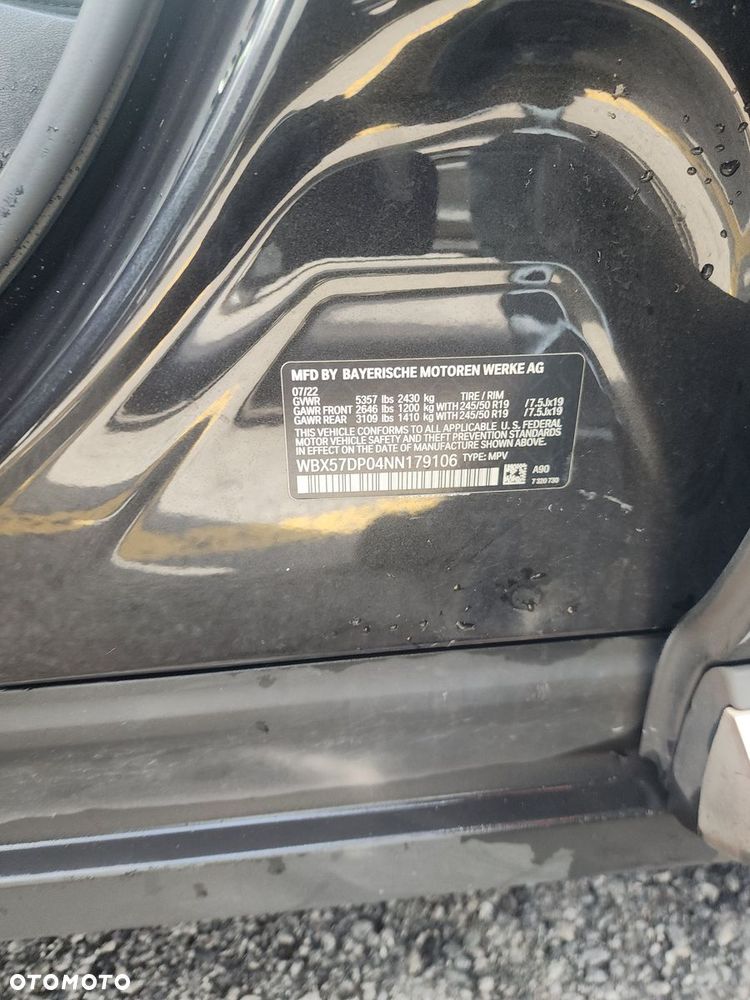 MFD BY BAYERISCHE MOTOREN WERKE AG
07/22
GVWR 5357 lbs 2430 kg TIRE / RIM
GAWR FRONT 2646 lbs 1200 kg WITH 245/50 R19 /7.5Jx19
GAWR REAR 3109 lbs 1410 kg WITH 245/50 R19 /7.5Jx19
THIS VEHICLE CONFORMS TO ALL APPLICABLE U. S. FEDERAL
MOTOR VEHICLE SAFETY AND THEFT PREVENTION STANDARDS
IN EFFECT ON THE DATE OF MANUFACTURE SHOWN ABOVE.
WBX57DP04NN179106 TYPE: MPV
A90
7 320 730
OTOMOTO